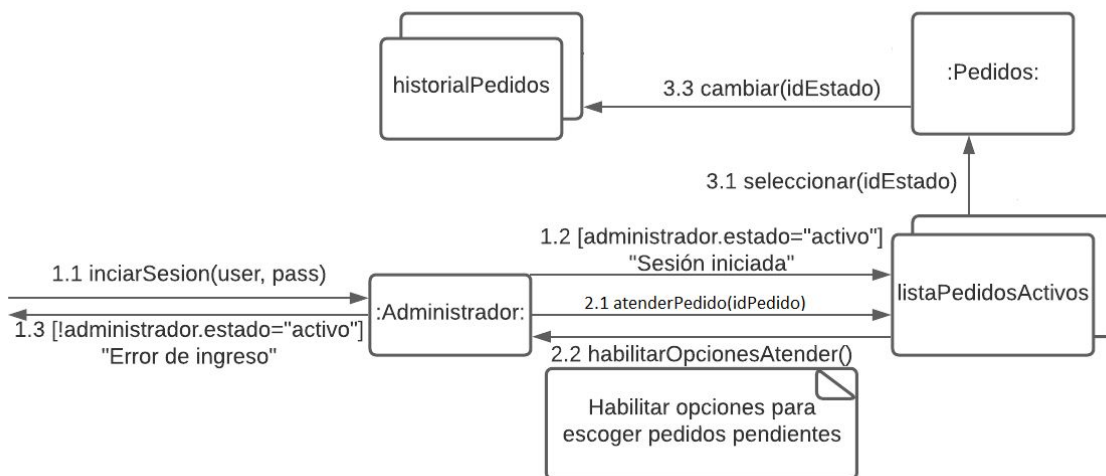 historialPedidos
:Pedidos:
3.3 cambiar(idEstado)
3.1 seleccionar(idEstado)
1.2 [administrador.estado="activo"]
"Sesión iniciada"
1.1 inciarSesion(user, pass)
:Administrador:
2.1 atenderPedido(idPedido)
listaPedidosActivos
1.3 [!administrador.estado="activo"]
"Error de ingreso"
2.2 habilitarOpcionesAtender()
Habilitar opciones para
escoger pedidos pendientes